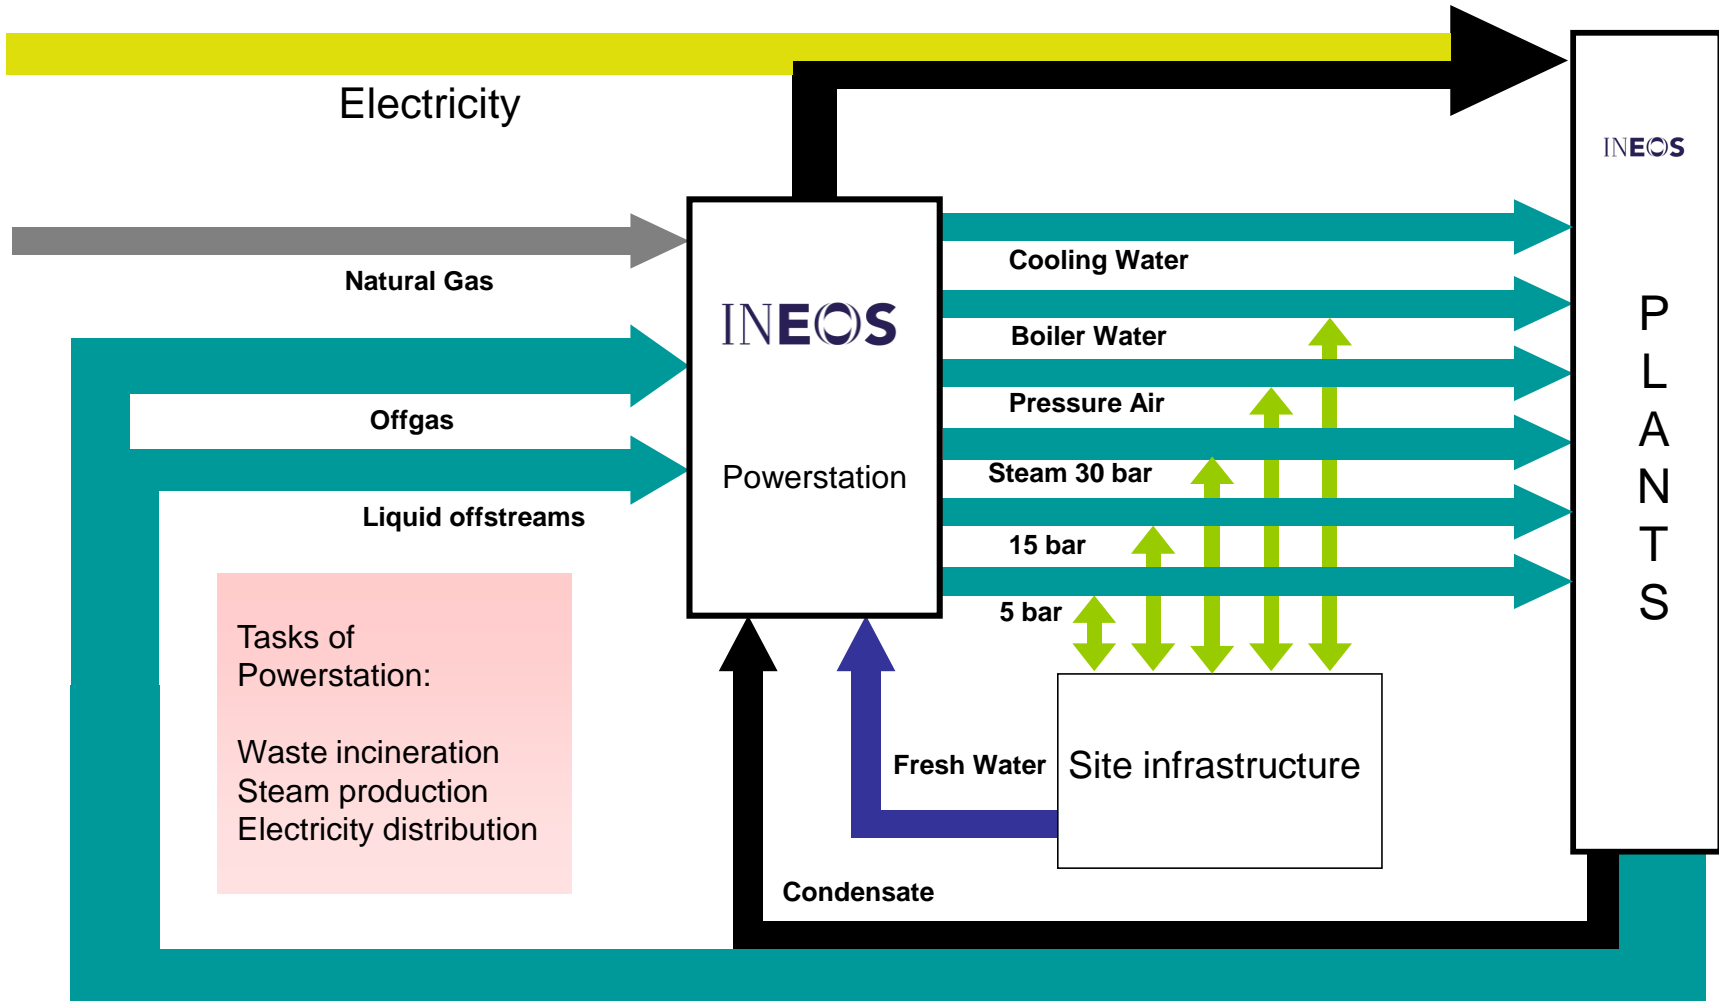 Electricity
INEOS
Natural Gas
Cooling Water
INEOS
Boiler Water
Pressure Air
Offgas
Powerstation
Steam 30 bar
Liquid offstreams
15 bar
5 bar
P
L
A
N
T
S
Tasks of
Powerstation:
Waste incineration
Steam production
Electricity distribution
Fresh Water
Site infrastructure
Condensate